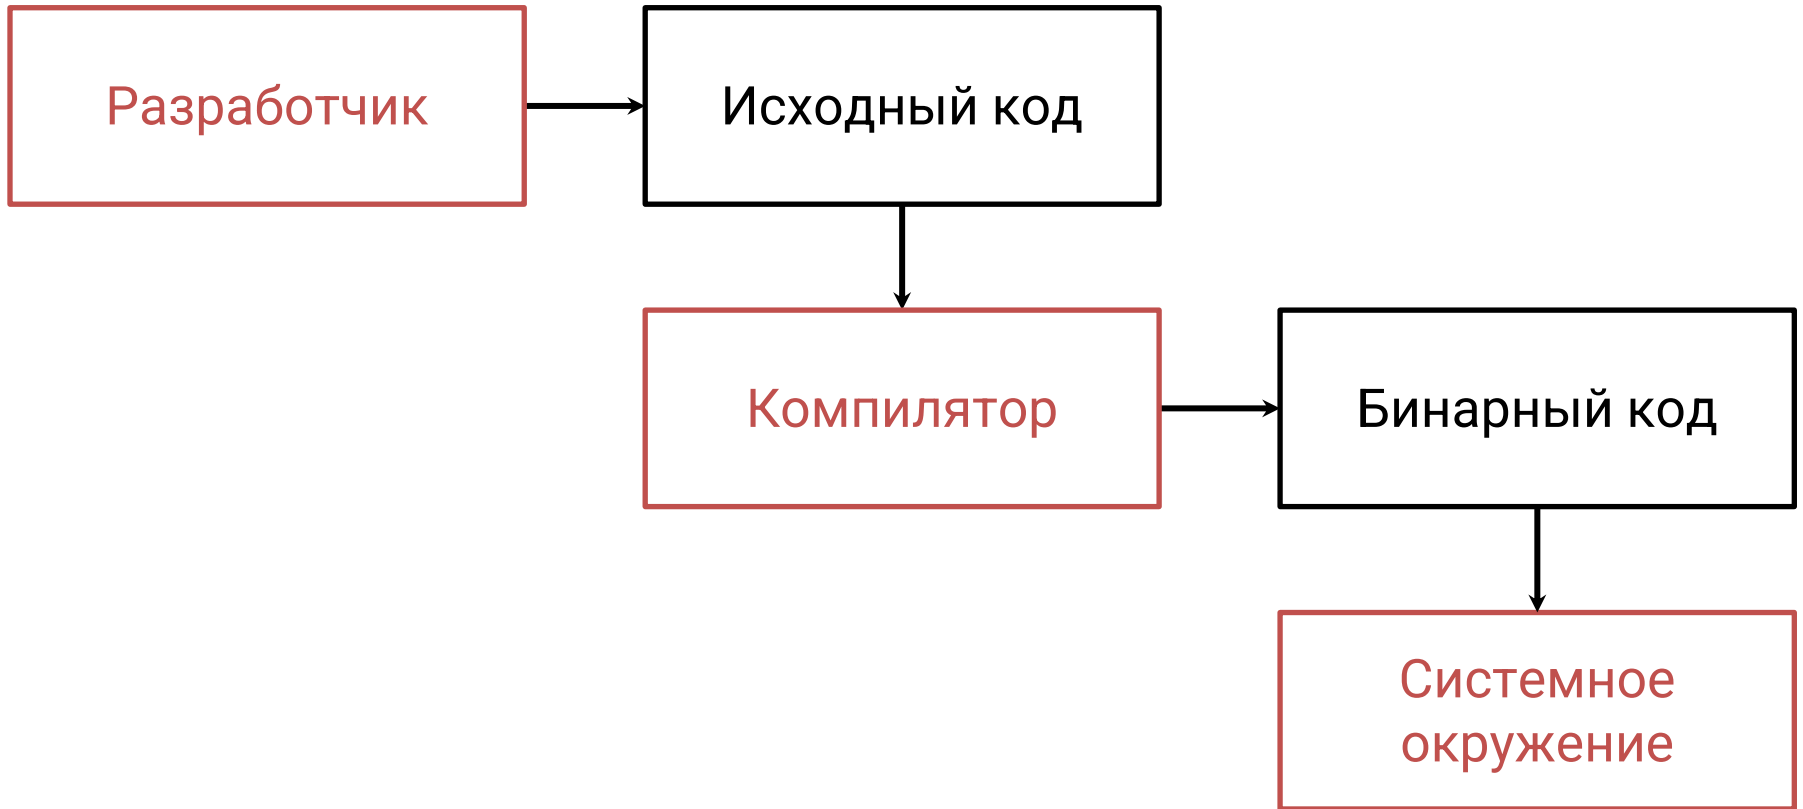 Разработчик
Исходный код
Компилятор
Бинарный код
Системное
окружение